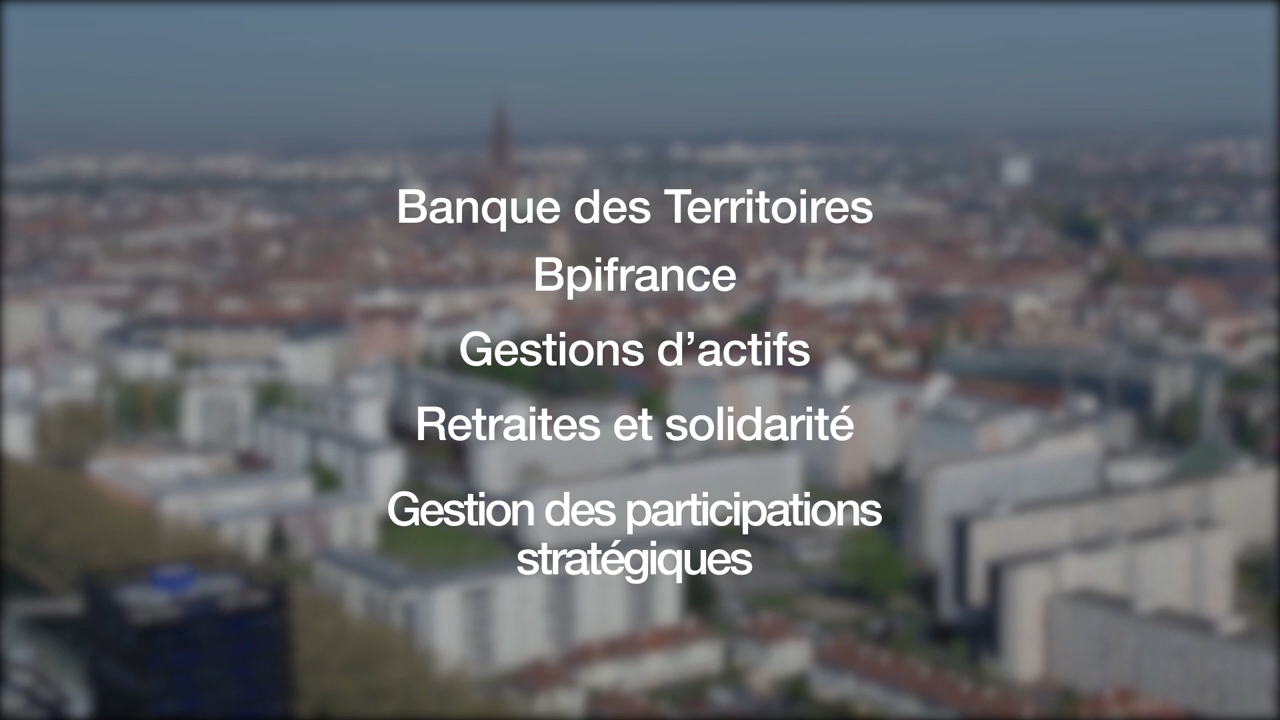 Banque des Territoires
Bpifrance
Gestions d’actifs
Retraites et solidarité
Gestion des participations
stratégiques